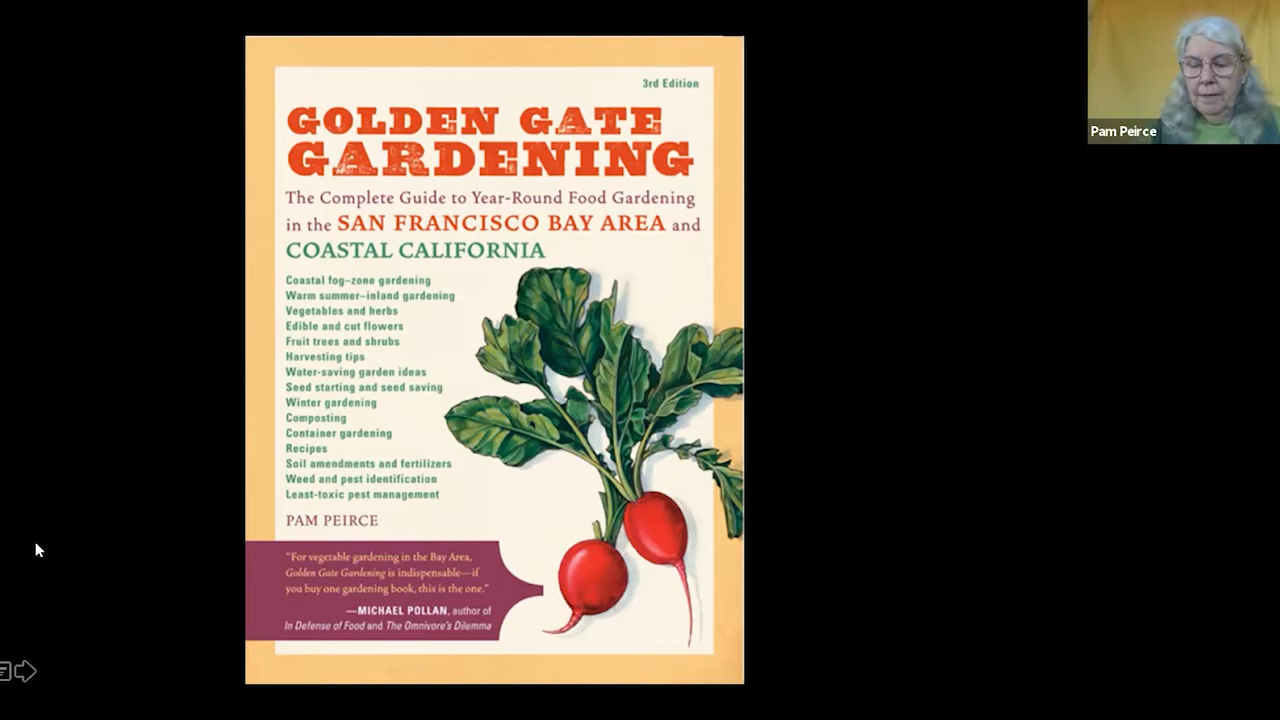 3rd Edition
GOLDEN GATE
GARDENING
The Complete Guide to Year-Round Food Gardening
in the SAN FRANCISCO BAY AREA and
COASTAL CALIFORNIA
Coastal fog–zone gardening
Warm summer–inland gardening
Vegetables and herbs
Edible and cut flowers
Fruit trees and shrubs
Harvesting tips
Water-saving garden ideas
Seed starting and seed saving
Winter gardening
Composting
Container gardening
Recipes
Soil amendments and fertilizers
Weed and pest identification
Least-toxic pest management
PAM PEIRCE
“For vegetable gardening in the Bay Area,
Golden Gate Gardening is indispensable—if
you buy one gardening book, this is the one.”
—MICHAEL POLLAN, author of
In Defense of Food and The Omnivore's Dilemma
Pam Peirce